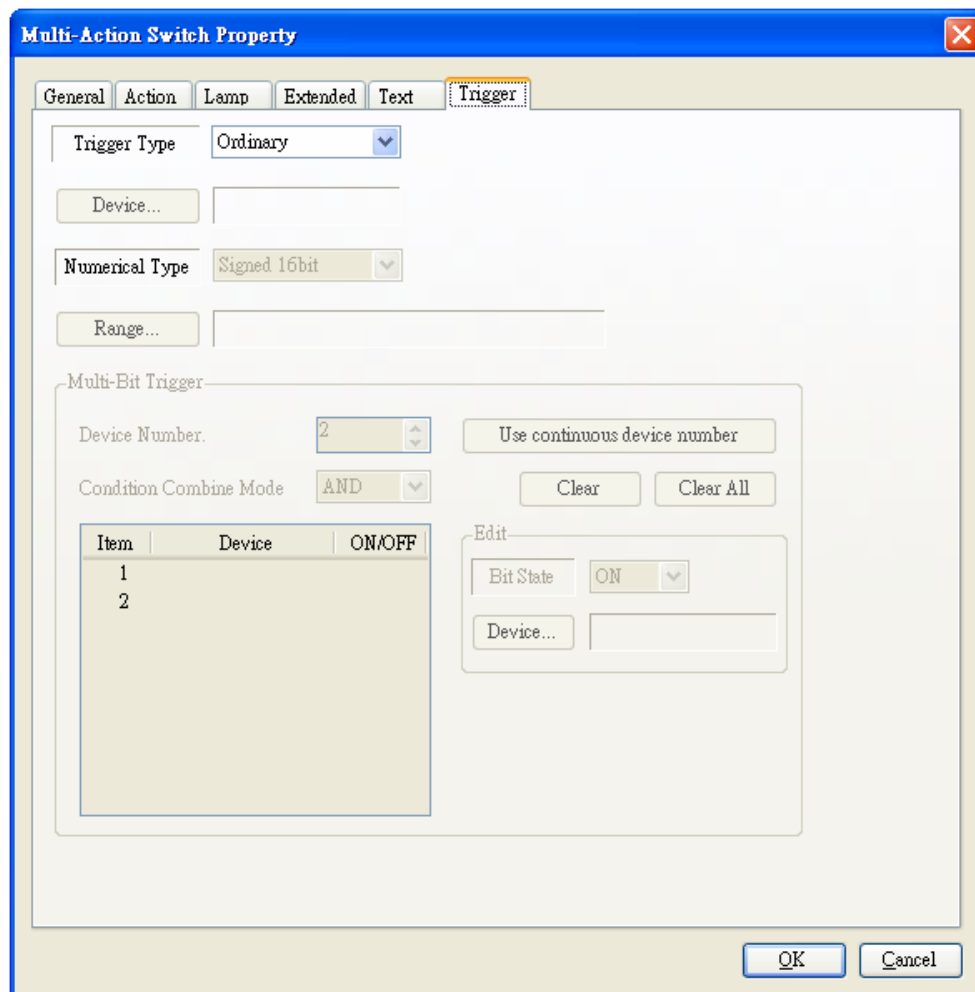 Multi-Action Switch Property
General Action Lamp Extended Text Trigger
Trigger Type Ordinary
Device...
Numerical Type Signed 16bit
Range...
Multi-Bit Trigger
Device Number. 2 Use continuous device number
Condition Combine Mode AND Clear Clear All
Item Device ON/OFF
1
2
Edit
Bit State ON
Device...
OK Cancel